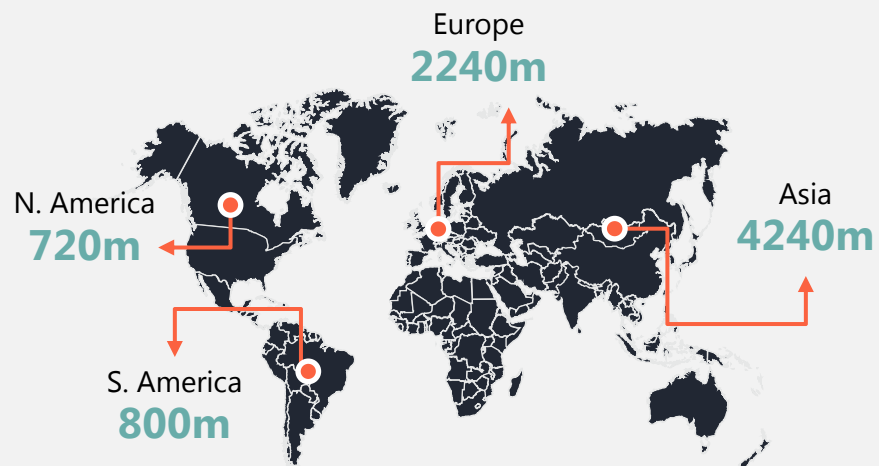 Europe
2240m
N. America
720m
Asia
4240m
S. America
800m